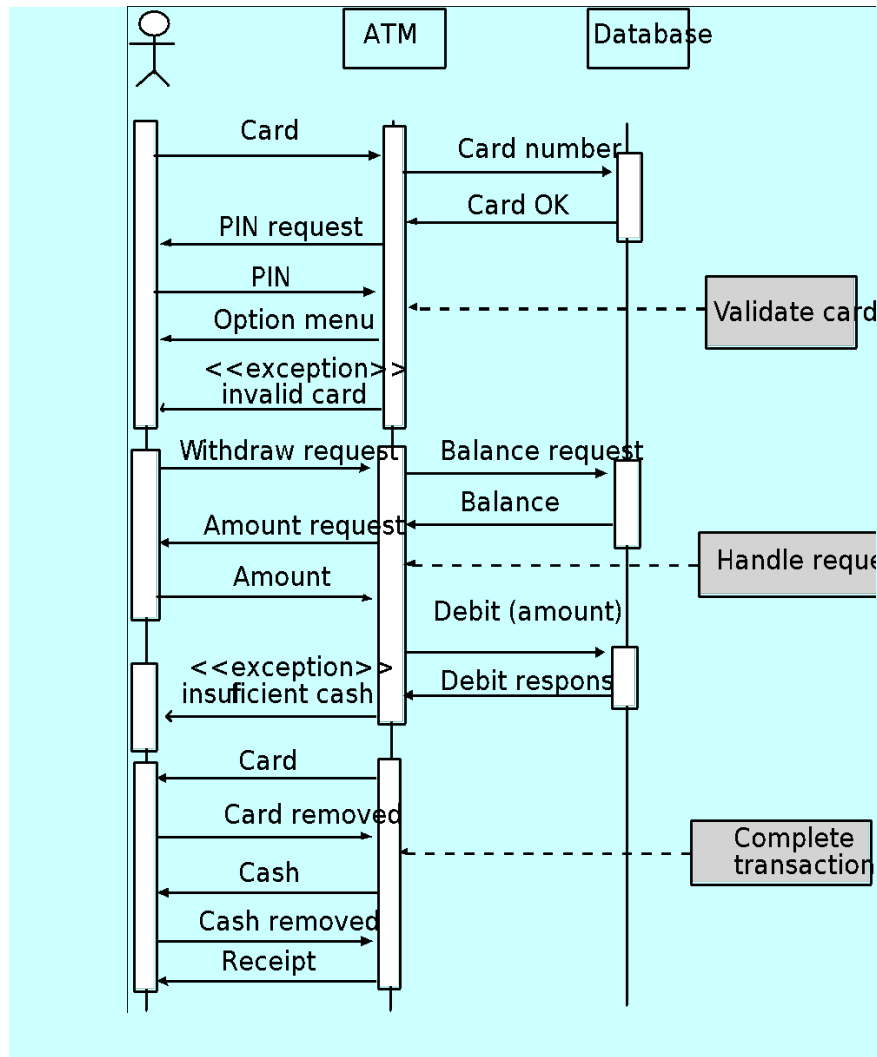 ATM
Database
Card
Card number
Card OK
PIN request
PIN
Validate card
Option menu
<<exception>>
invalid card
Withdraw request
Balance request
Balance
Amount request
Handle reque
Amount
Debit (amount)
<<exception>>
insufficient cash
Debit respons
Card
Card removed
Complete
transaction
Cash
Cash removed
Receipt